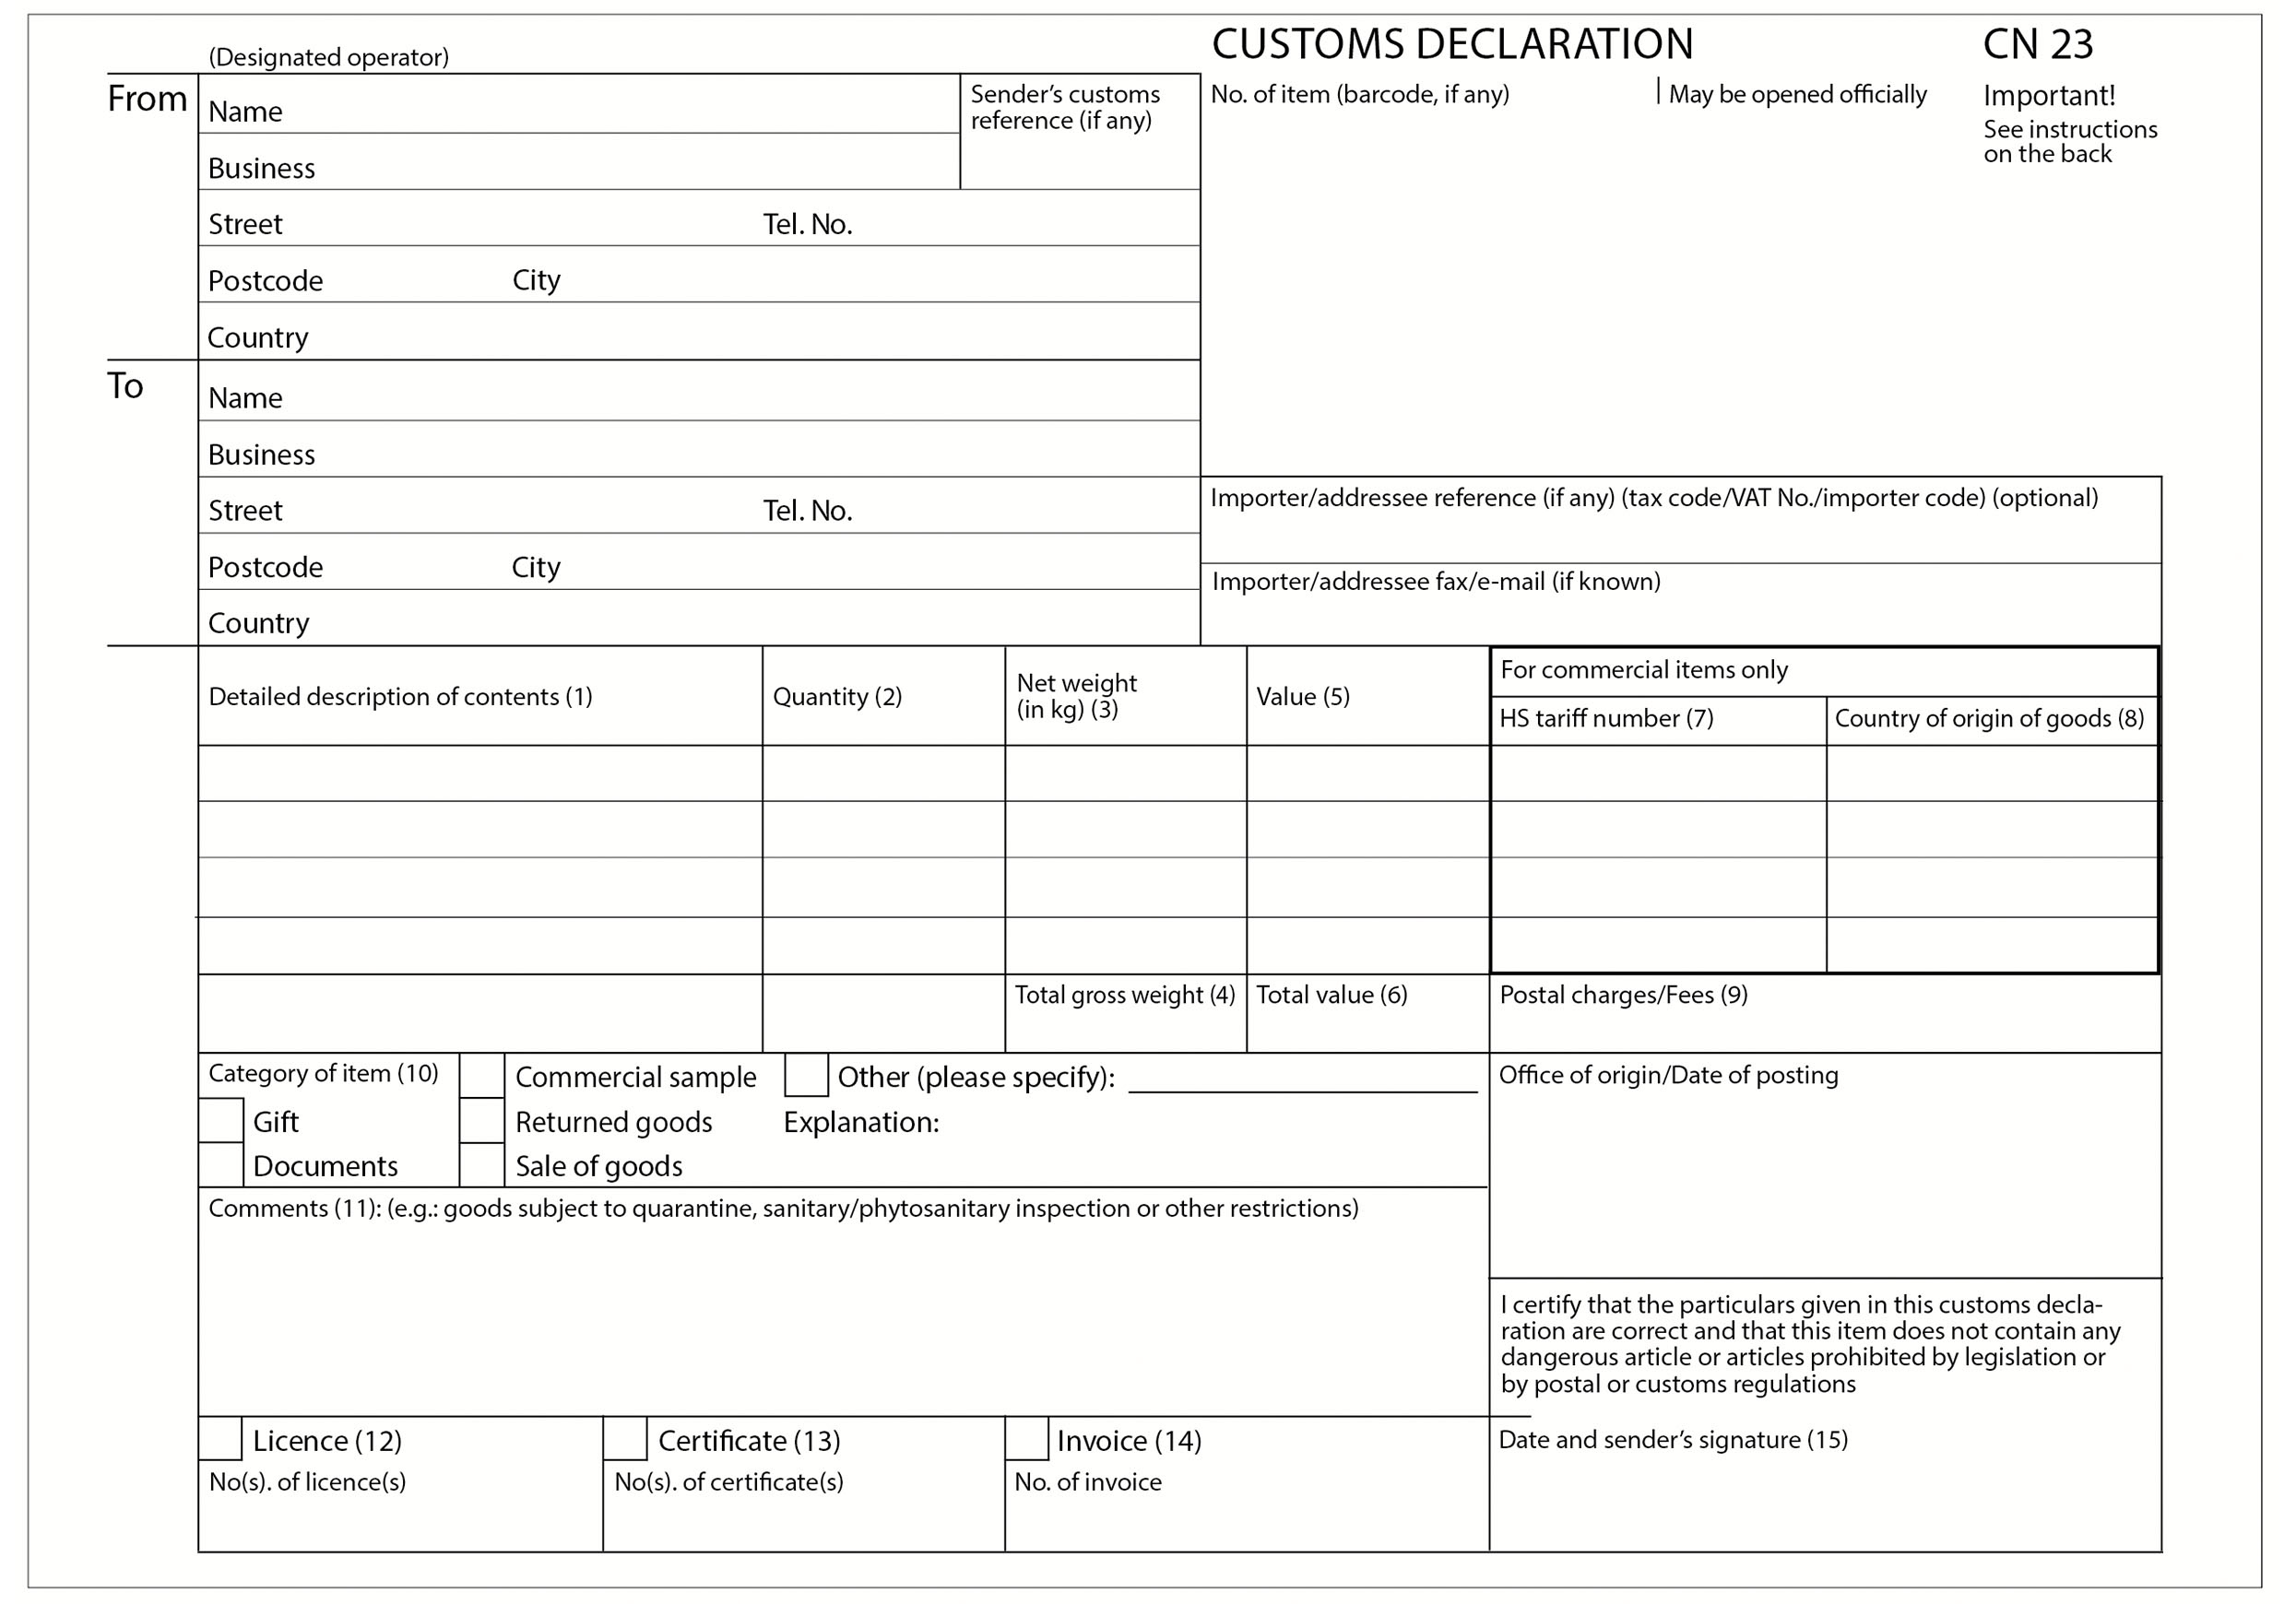 (Designated operator)
CUSTOMS DECLARATION
CN 23
From
Name
Sender’s customs
reference (if any)
No. of item (barcode, if any)
May be opened officially
Important!
See instructions
on the back
Business
Street
Tel. No.
Postcode
City
Country
To
Name
Business
Street
Tel. No.
Postcode
City
Country
Importer/addressee reference (if any) (tax code/VAT No./importer code) (optional)
Importer/addressee fax/e-mail (if known)
Detailed description of contents (1)
Quantity (2)
Net weight
(in kg) (3)
Value (5)
For commercial items only
HS tariff number (7)
Country of origin of goods (8)
Total gross weight (4)
Total value (6)
Postal charges/Fees (9)
Category of item (10)
Commercial sample
Other (please specify):
Gift
Returned goods
Explanation:
Documents
Sale of goods
Office of origin/Date of posting
Comments (11): (e.g.: goods subject to quarantine, sanitary/phytosanitary inspection or other restrictions)
I certify that the particulars given in this customs decla-
ration are correct and that this item does not contain any
dangerous article or articles prohibited by legislation or
by postal or customs regulations
Licence (12)
No(s). of licence(s)
Certificate (13)
No(s). of certificate(s)
Invoice (14)
No. of invoice
Date and sender’s signature (15)